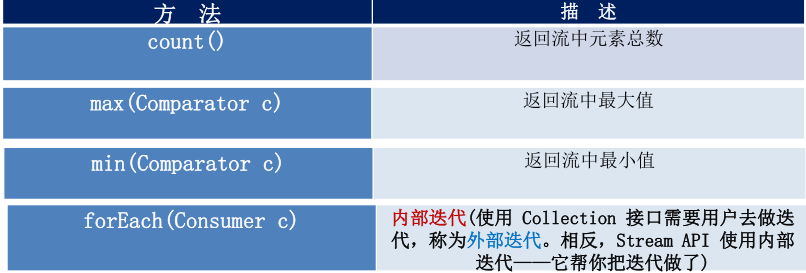 方 法
描 述
count()
返回流中元素总数
max(Comparator c)
返回流中最大值
min(Comparator c)
返回流中最小值
forEach(Consumer c)
内部迭代(使用 Collection 接口需要用户去做迭
代，称为外部迭代。相反，Stream API 使用内部
迭代——它帮你把迭代做了)